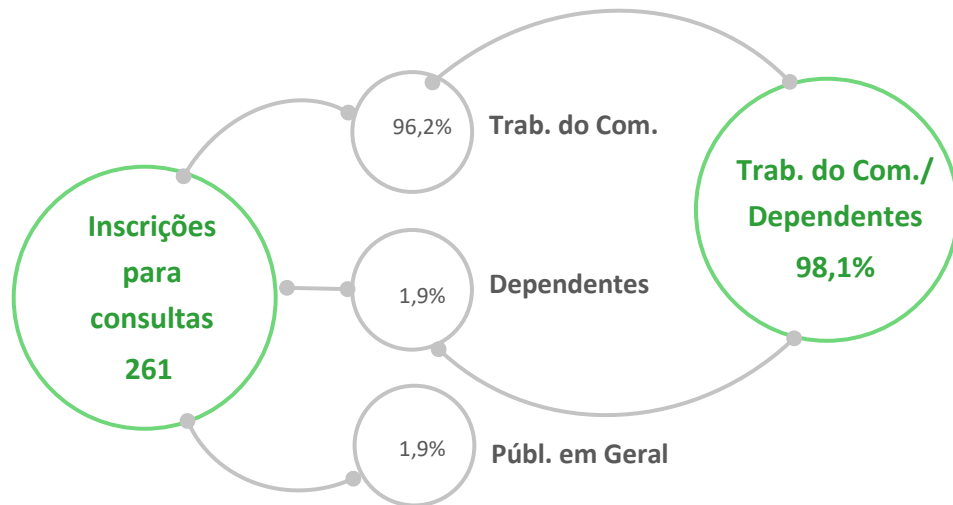 Inscrições
para
consultas
261
96,2%
Trab. do Com.
1,9%
Dependentes
1,9%
Públ. em Geral
Trab. do Com./
Dependentes
98,1%